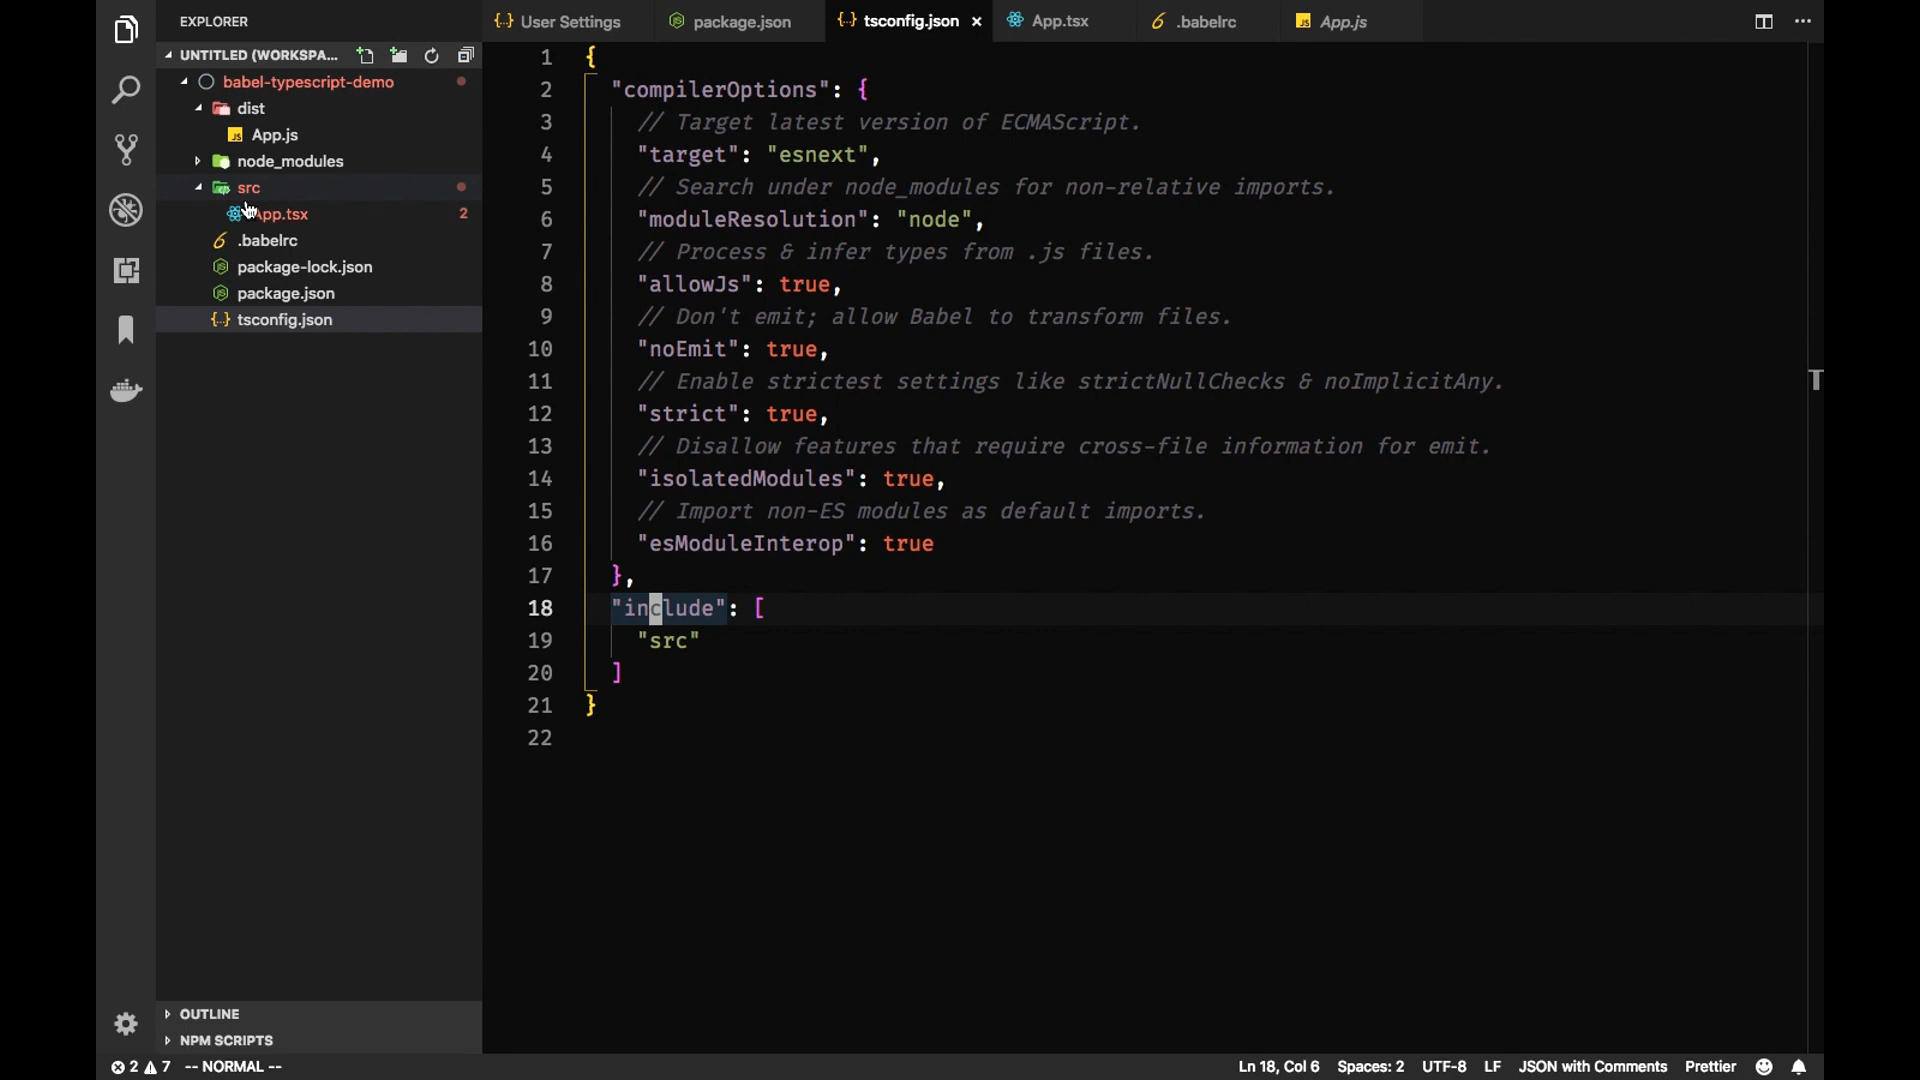 EXPLORER
UNTITLED (WORKSPA...
babel-typescript-demo
dist
App.js
node_modules
src
App.tsx
2
.babelrc
package-lock.json
package.json
tsconfig.json
OUTLINE
NPM SCRIPTS
User Settings
package.json
tsconfig.json
App.tsx
.babelrc
App.js
1 {
2 "compilerOptions": {
3 // Target latest version of ECMAScript.
4 "target": "esnext",
5 // Search under node_modules for non-relative imports.
6 "moduleResolution": "node",
7 // Process & infer types from .js files.
8 "allowJs": true,
9 // Don't emit; allow Babel to transform files.
10 "noEmit": true,
11 // Enable strictest settings like strictNullChecks & noImplicitAny.
12 "strict": true,
13 // Disallow features that require cross-file information for emit.
14 "isolatedModules": true,
15 // Import non-ES modules as default imports.
16 "esModuleInterop": true
17 },
18 "include": [
19 "src"
20 ]
21 }
22
2 7 -- NORMAL --
Ln 18, Col 6 Spaces: 2 UTF-8 LF JSON with Comments Prettier